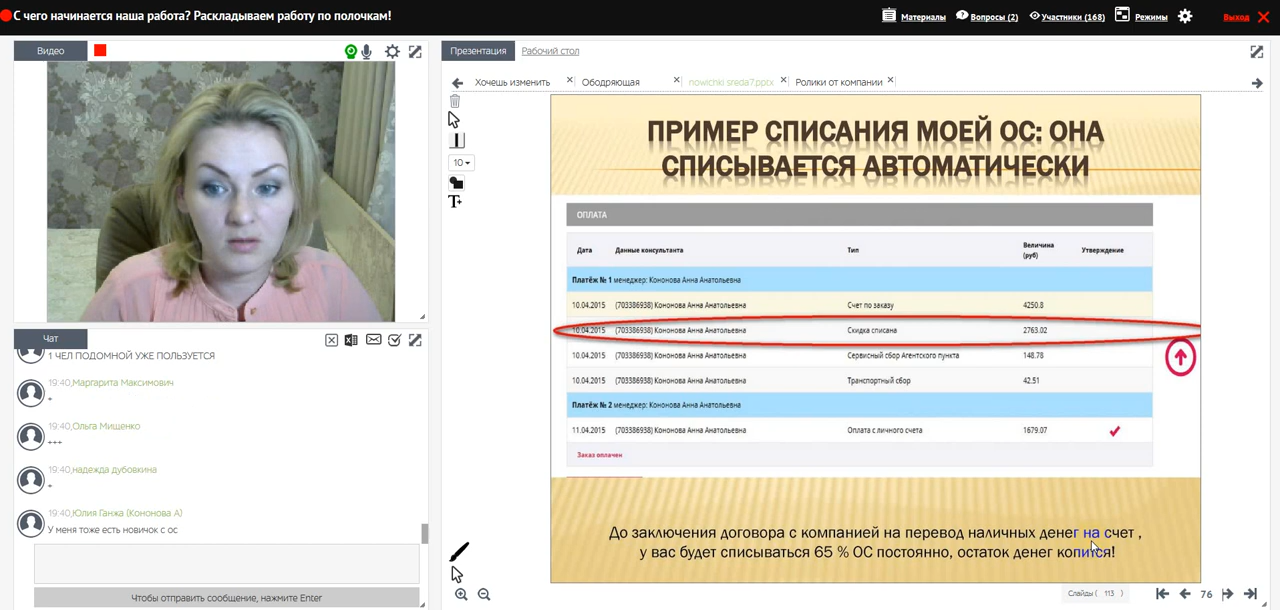 С чего начинается наша работа? Раскладываем работу по полочкам!
Материалы
Вопросы (2)
Участники (168)
Режимы
Выход
Видео
Презентация
Рабочий стол
Хочешь изменить
Ободряющая
novichki sreda7.pptx
Ролики от компании
10
T+
ПРИМЕР СПИСАНИЯ МОЕЙ ОС: ОНА
СПИСЫВАЕТСЯ АВТОМАТИЧЕСКИ
ОПЛАТА
Дата Данные консультанта Тип Величина (руб) Утверждение
Платёж № 1 менеджер: Кононова Анна Анатольевна
10.04.2015 (703386938) Кононова Анна Анатольевна Счет по заказу 4250.8
10.04.2015 (703386938) Кононова Анна Анатольевна Скидка списана 2763.02
10.04.2015 (703386938) Кононова Анна Анатольевна Сервисный сбор Агентского пункта 148.78
10.04.2015 (703386938) Кононова Анна Анатольевна Транспортный сбор 42.51
Платёж № 2 менеджер: Кононова Анна Анатольевна
11.04.2015 (703386938) Кононова Анна Анатольевна Оплата с личного счета 1679.07
Заказ оплачен
До заключения договора с компанией на перевод наличных денег на счет ,
у вас будет списываться 65 % ОС постоянно, остаток денег копится!
Слайды ( 113 )
76
Чат
1 ЧЕЛ ПОДОМНОЙ УЖЕ ПОЛЬЗУЕТСЯ
19:40,Маргарита Максимович
+
19:40,Ольга Мищенко
+++
19:40,надежда дубовкина
+
19:40,Юлия Ганжа (Кононова А)
У меня тоже есть новичок с ос
Чтобы отправить сообщение, нажмите Enter